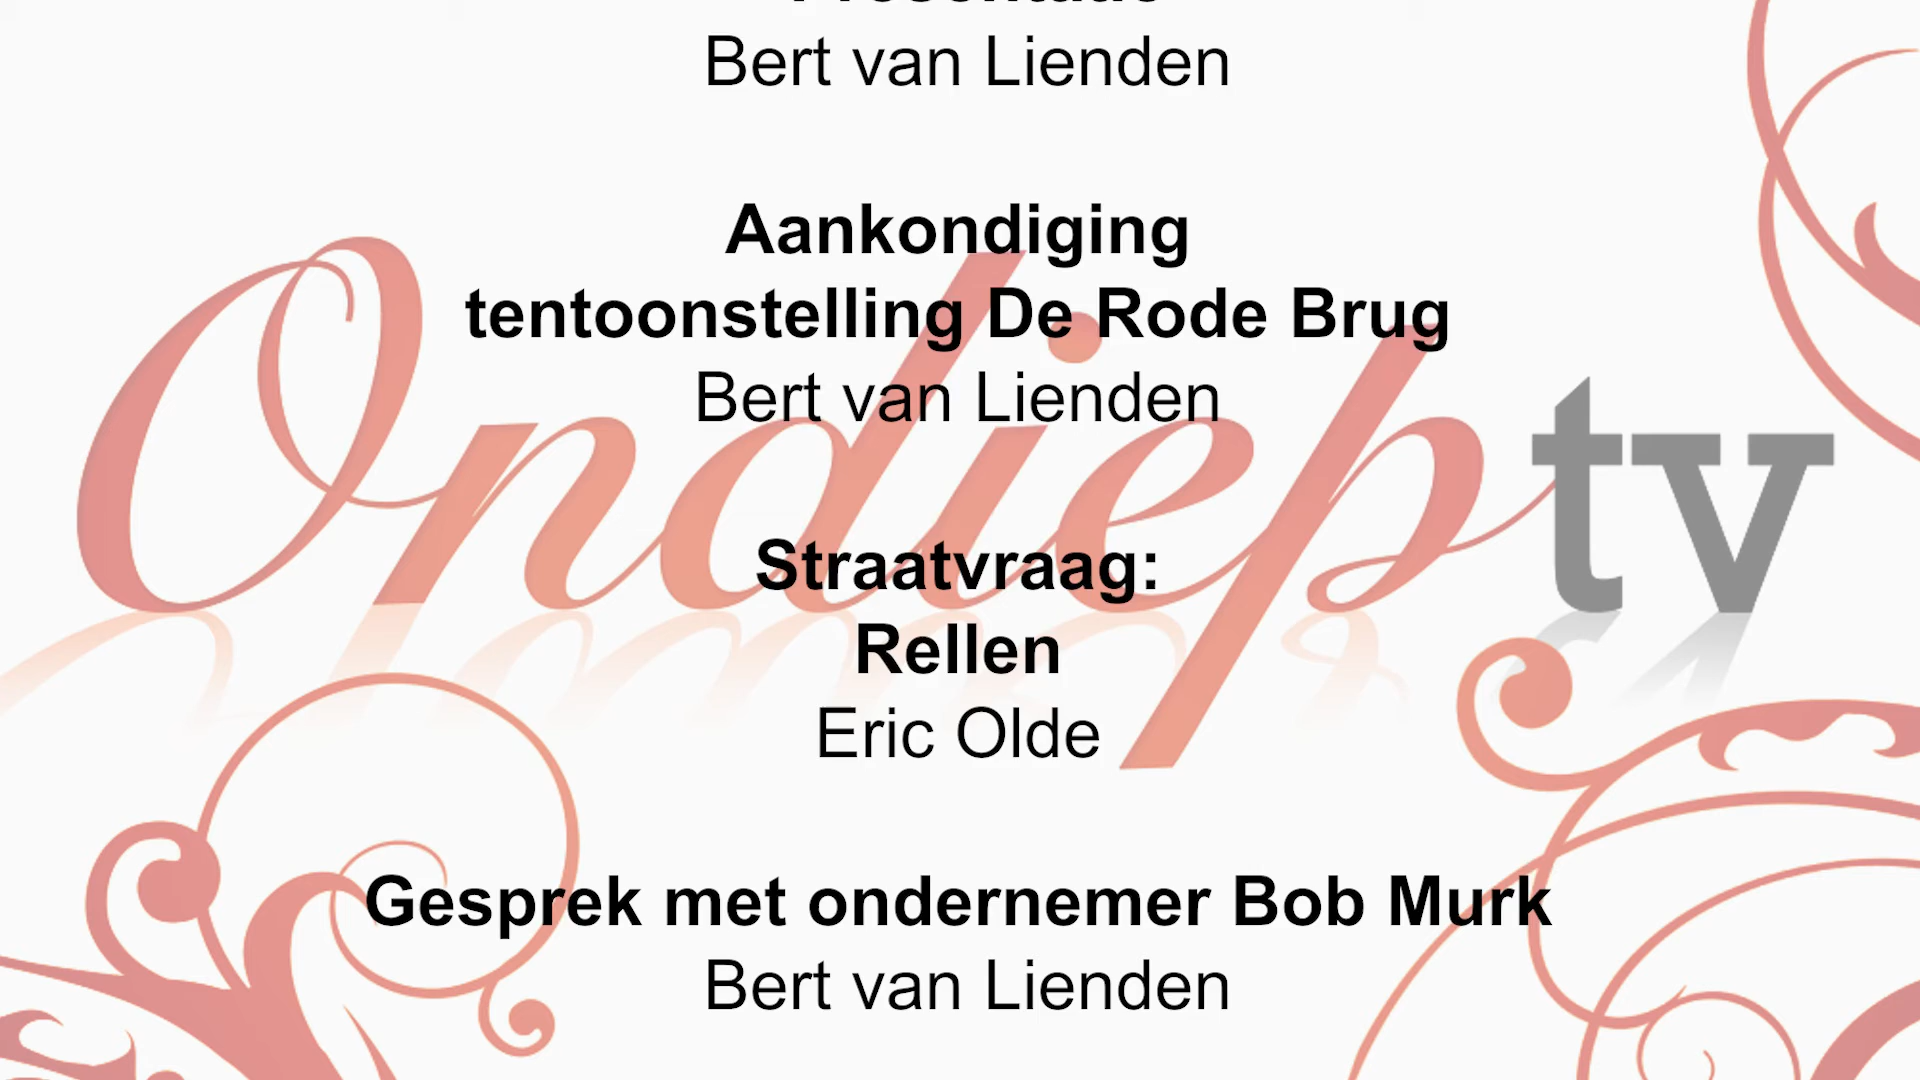 Bert van Lienden
Aankondiging
tentoonstelling De Rode Brug
Bert van Lienden
Ondiep tv
Straatvraag:
Rellen
Eric Olde
Gesprek met ondernemer Bob Murk
Bert van Lienden